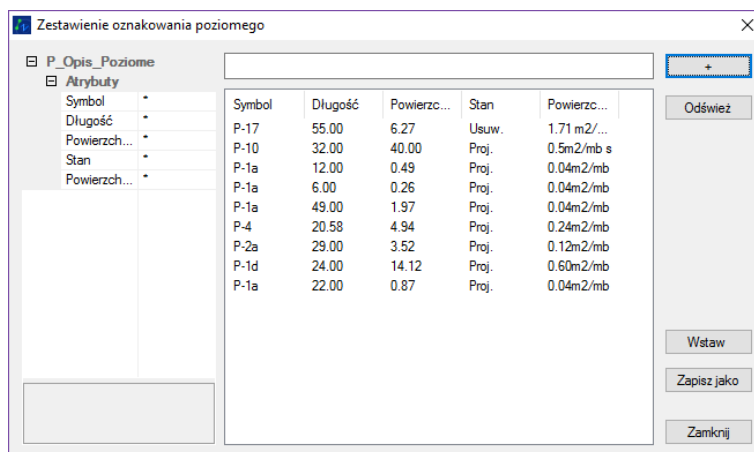 Zestawienie oznakowania poziomego
P_Opis_Poziome
Atrybuty
Symbol *
Długość *
Powierzch... *
Stan *
Powierzch... *
Symbol Długość Powierzc... Stan Powierzc...
P-17 55.00 6.27 Usuw. 1.71 m2/...
P-10 32.00 40.00 Proj. 0.5m2/mb s
P-1a 12.00 0.49 Proj. 0.04m2/mb
P-1a 6.00 0.26 Proj. 0.04m2/mb
P-1a 49.00 1.97 Proj. 0.04m2/mb
P-4 20.58 4.94 Proj. 0.24m2/mb
P-2a 29.00 3.52 Proj. 0.12m2/mb
P-1d 24.00 14.12 Proj. 0.60m2/mb
P-1a 22.00 0.87 Proj. 0.04m2/mb
+
Odśwież
Wstaw
Zapisz jako
Zamknij